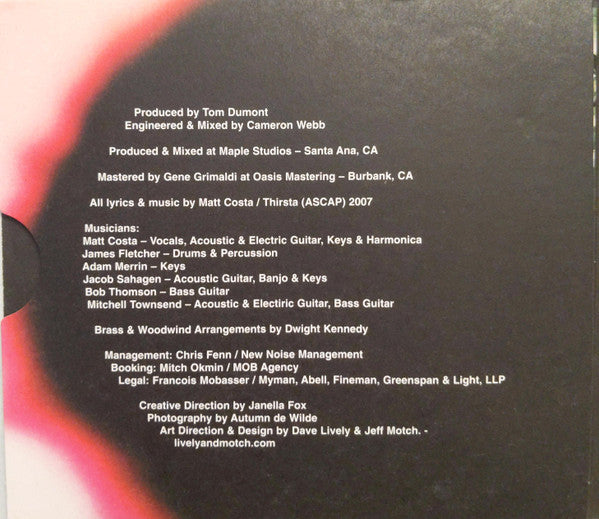 Produced by Tom Dumont
Engineered & Mixed by Cameron Webb
Produced & Mixed at Maple Studios – Santa Ana, CA
Mastered by Gene Grimaldi at Oasis Mastering – Burbank, CA
All lyrics & music by Matt Costa / Thirsta (ASCAP) 2007
Musicians:
Matt Costa – Vocals, Acoustic & Electric Guitar, Keys & Harmonica
James Fletcher – Drums & Percussion
Adam Merrin – Keys
Jacob Sahagen – Acoustic Guitar, Banjo & Keys
Bob Thomson – Bass Guitar
Mitchell Townsend – Acoustic & Electiric Guitar, Bass Guitar
Brass & Woodwind Arrangements by Dwight Kennedy
Management: Chris Fenn / New Noise Management
Booking: Mitch Okmin / MOB Agency
Legal: Francois Mobasser / Myman, Abell, Fineman, Greenspan & Light, LLP
Creative Direction by Janella Fox
Photography by Autumn de Wilde
Art Direction & Design by Dave Lively & Jeff Motch. -
livelyandmotch.com